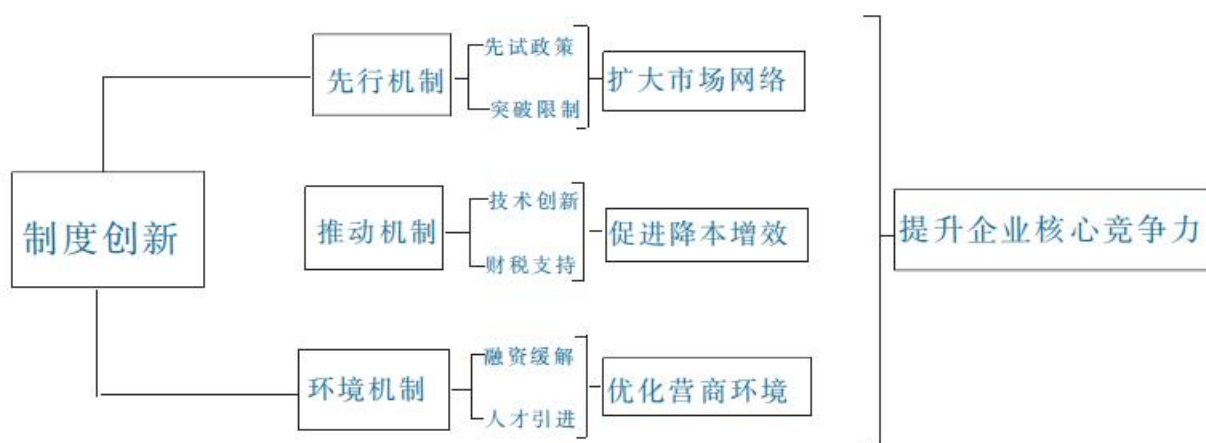 制度创新
先行机制
先试政策
突破限制
扩大市场网络
推动机制
技术创新
财税支持
促进降本增效
环境机制
融资缓解
人才引进
优化营商环境
提升企业核心竞争力